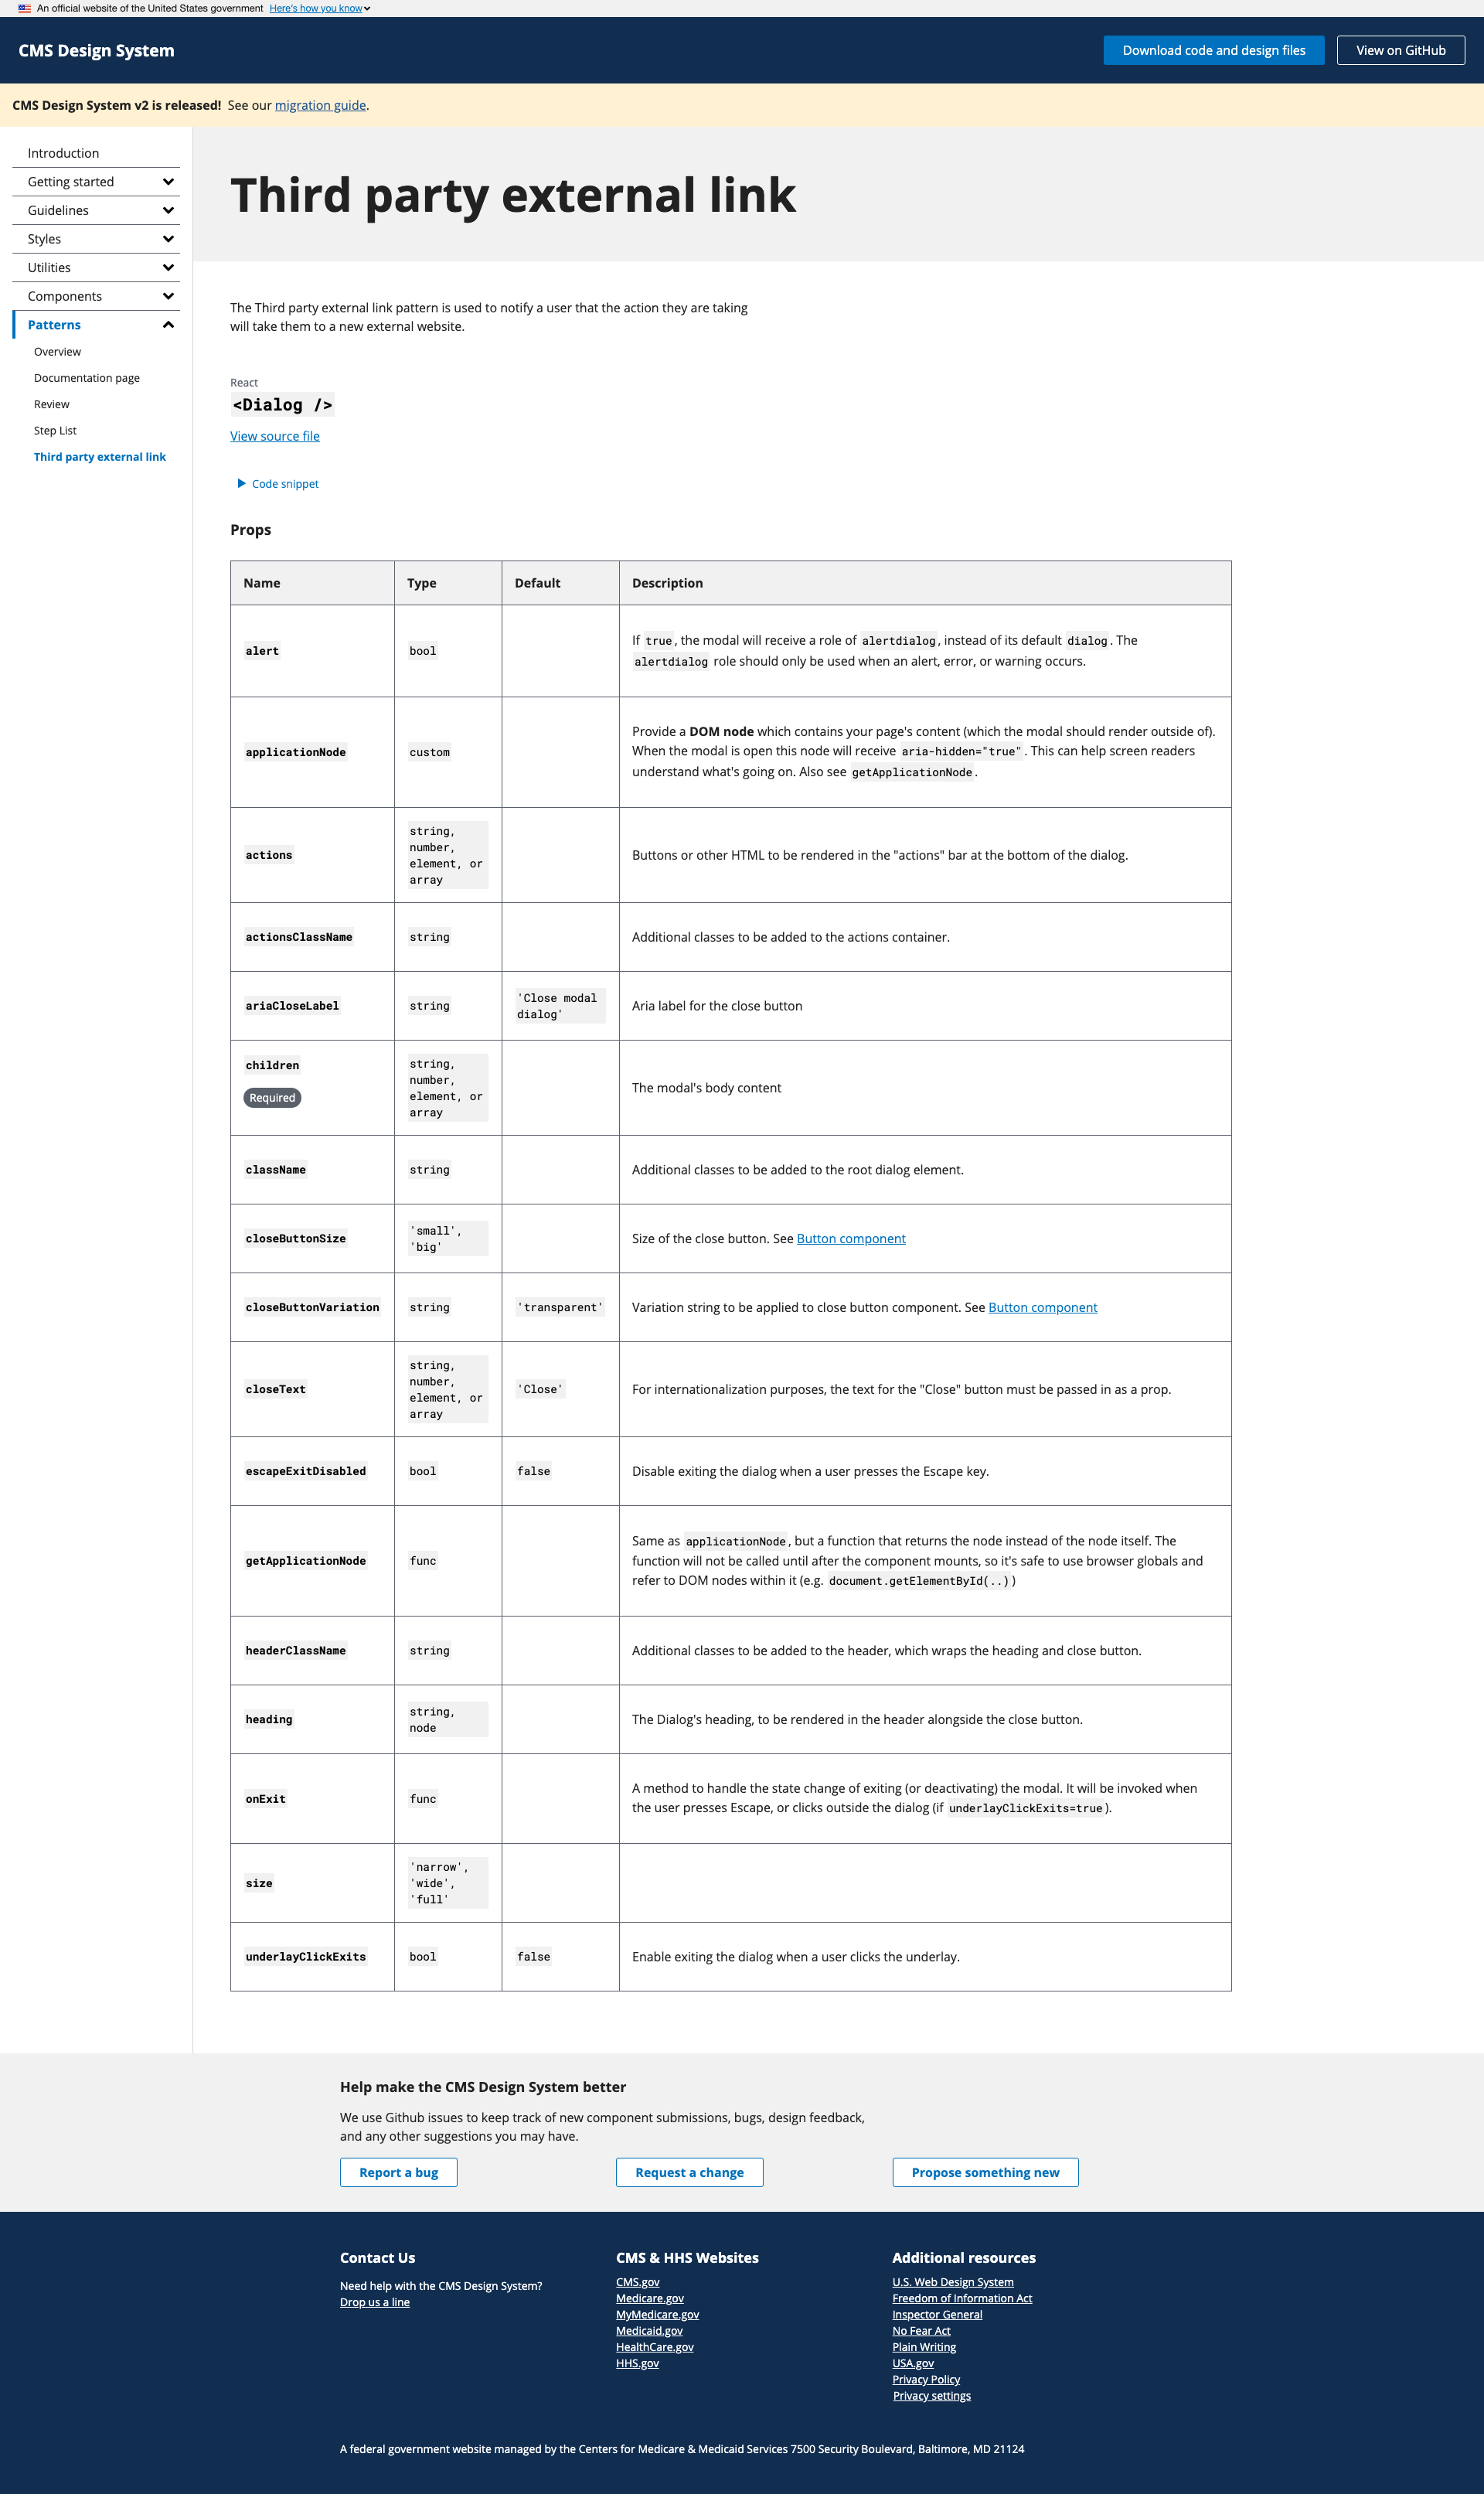 An official website of the United States government Here's how you know
CMS Design System
Download code and design files
View on GitHub
CMS Design System v2 is released! See our migration guide.
Introduction
Getting started
Guidelines
Styles
Utilities
Components
Patterns
Overview
Documentation page
Review
Step List
Third party external link
Third party external link
The Third party external link pattern is used to notify a user that the action they are taking
will take them to a new external website.
React
<Dialog />
View source file
Code snippet
Props
Name Type Default Description
alert bool
If true, the modal will receive a role of alertdialog, instead of its default dialog. The
alertdialog role should only be used when an alert, error, or warning occurs.
applicationNode custom
Provide a DOM node which contains your page's content (which the modal should render outside of).
When the modal is open this node will receive aria-hidden="true". This can help screen readers
understand what's going on. Also see getApplicationNode.
actions
string,
number,
element, or
array
Buttons or other HTML to be rendered in the "actions" bar at the bottom of the dialog.
actionsClassName string Additional classes to be added to the actions container.
ariaCloseLabel string
'Close modal
dialog'
Aria label for the close button
children
Required
string,
number,
element, or
array
The modal's body content
className string Additional classes to be added to the root dialog element.
closeButtonSize
'small',
'big'
Size of the close button. See Button component
closeButtonVariation string 'transparent' Variation string to be applied to close button component. See Button component
closeText
string,
number,
element, or
array
'Close'
For internationalization purposes, the text for the "Close" button must be passed in as a prop.
escapeExitDisabled bool false Disable exiting the dialog when a user presses the Escape key.
getApplicationNode func
Same as applicationNode, but a function that returns the node instead of the node itself. The
function will not be called until after the component mounts, so it's safe to use browser globals and
refer to DOM nodes within it (e.g. document.getElementById(..))
headerClassName string Additional classes to be added to the header, which wraps the heading and close button.
heading
string,
node
The Dialog's heading, to be rendered in the header alongside the close button.
onExit func
A method to handle the state change of exiting (or deactivating) the modal. It will be invoked when
the user presses Escape, or clicks outside the dialog (if underlayClickExits=true).
size
'narrow',
'wide',
'full'
underlayClickExits bool false Enable exiting the dialog when a user clicks the underlay.
Help make the CMS Design System better
We use Github issues to keep track of new component submissions, bugs, design feedback,
and any other suggestions you may have.
Report a bug
Request a change
Propose something new
Contact Us
Need help with the CMS Design System?
Drop us a line
CMS & HHS Websites
CMS.gov
Medicare.gov
MyMedicare.gov
Medicaid.gov
HealthCare.gov
HHS.gov
Additional resources
U.S. Web Design System
Freedom of Information Act
Inspector General
No Fear Act
Plain Writing
USA.gov
Privacy Policy
Privacy settings
A federal government website managed by the Centers for Medicare & Medicaid Services 7500 Security Boulevard, Baltimore, MD 21124